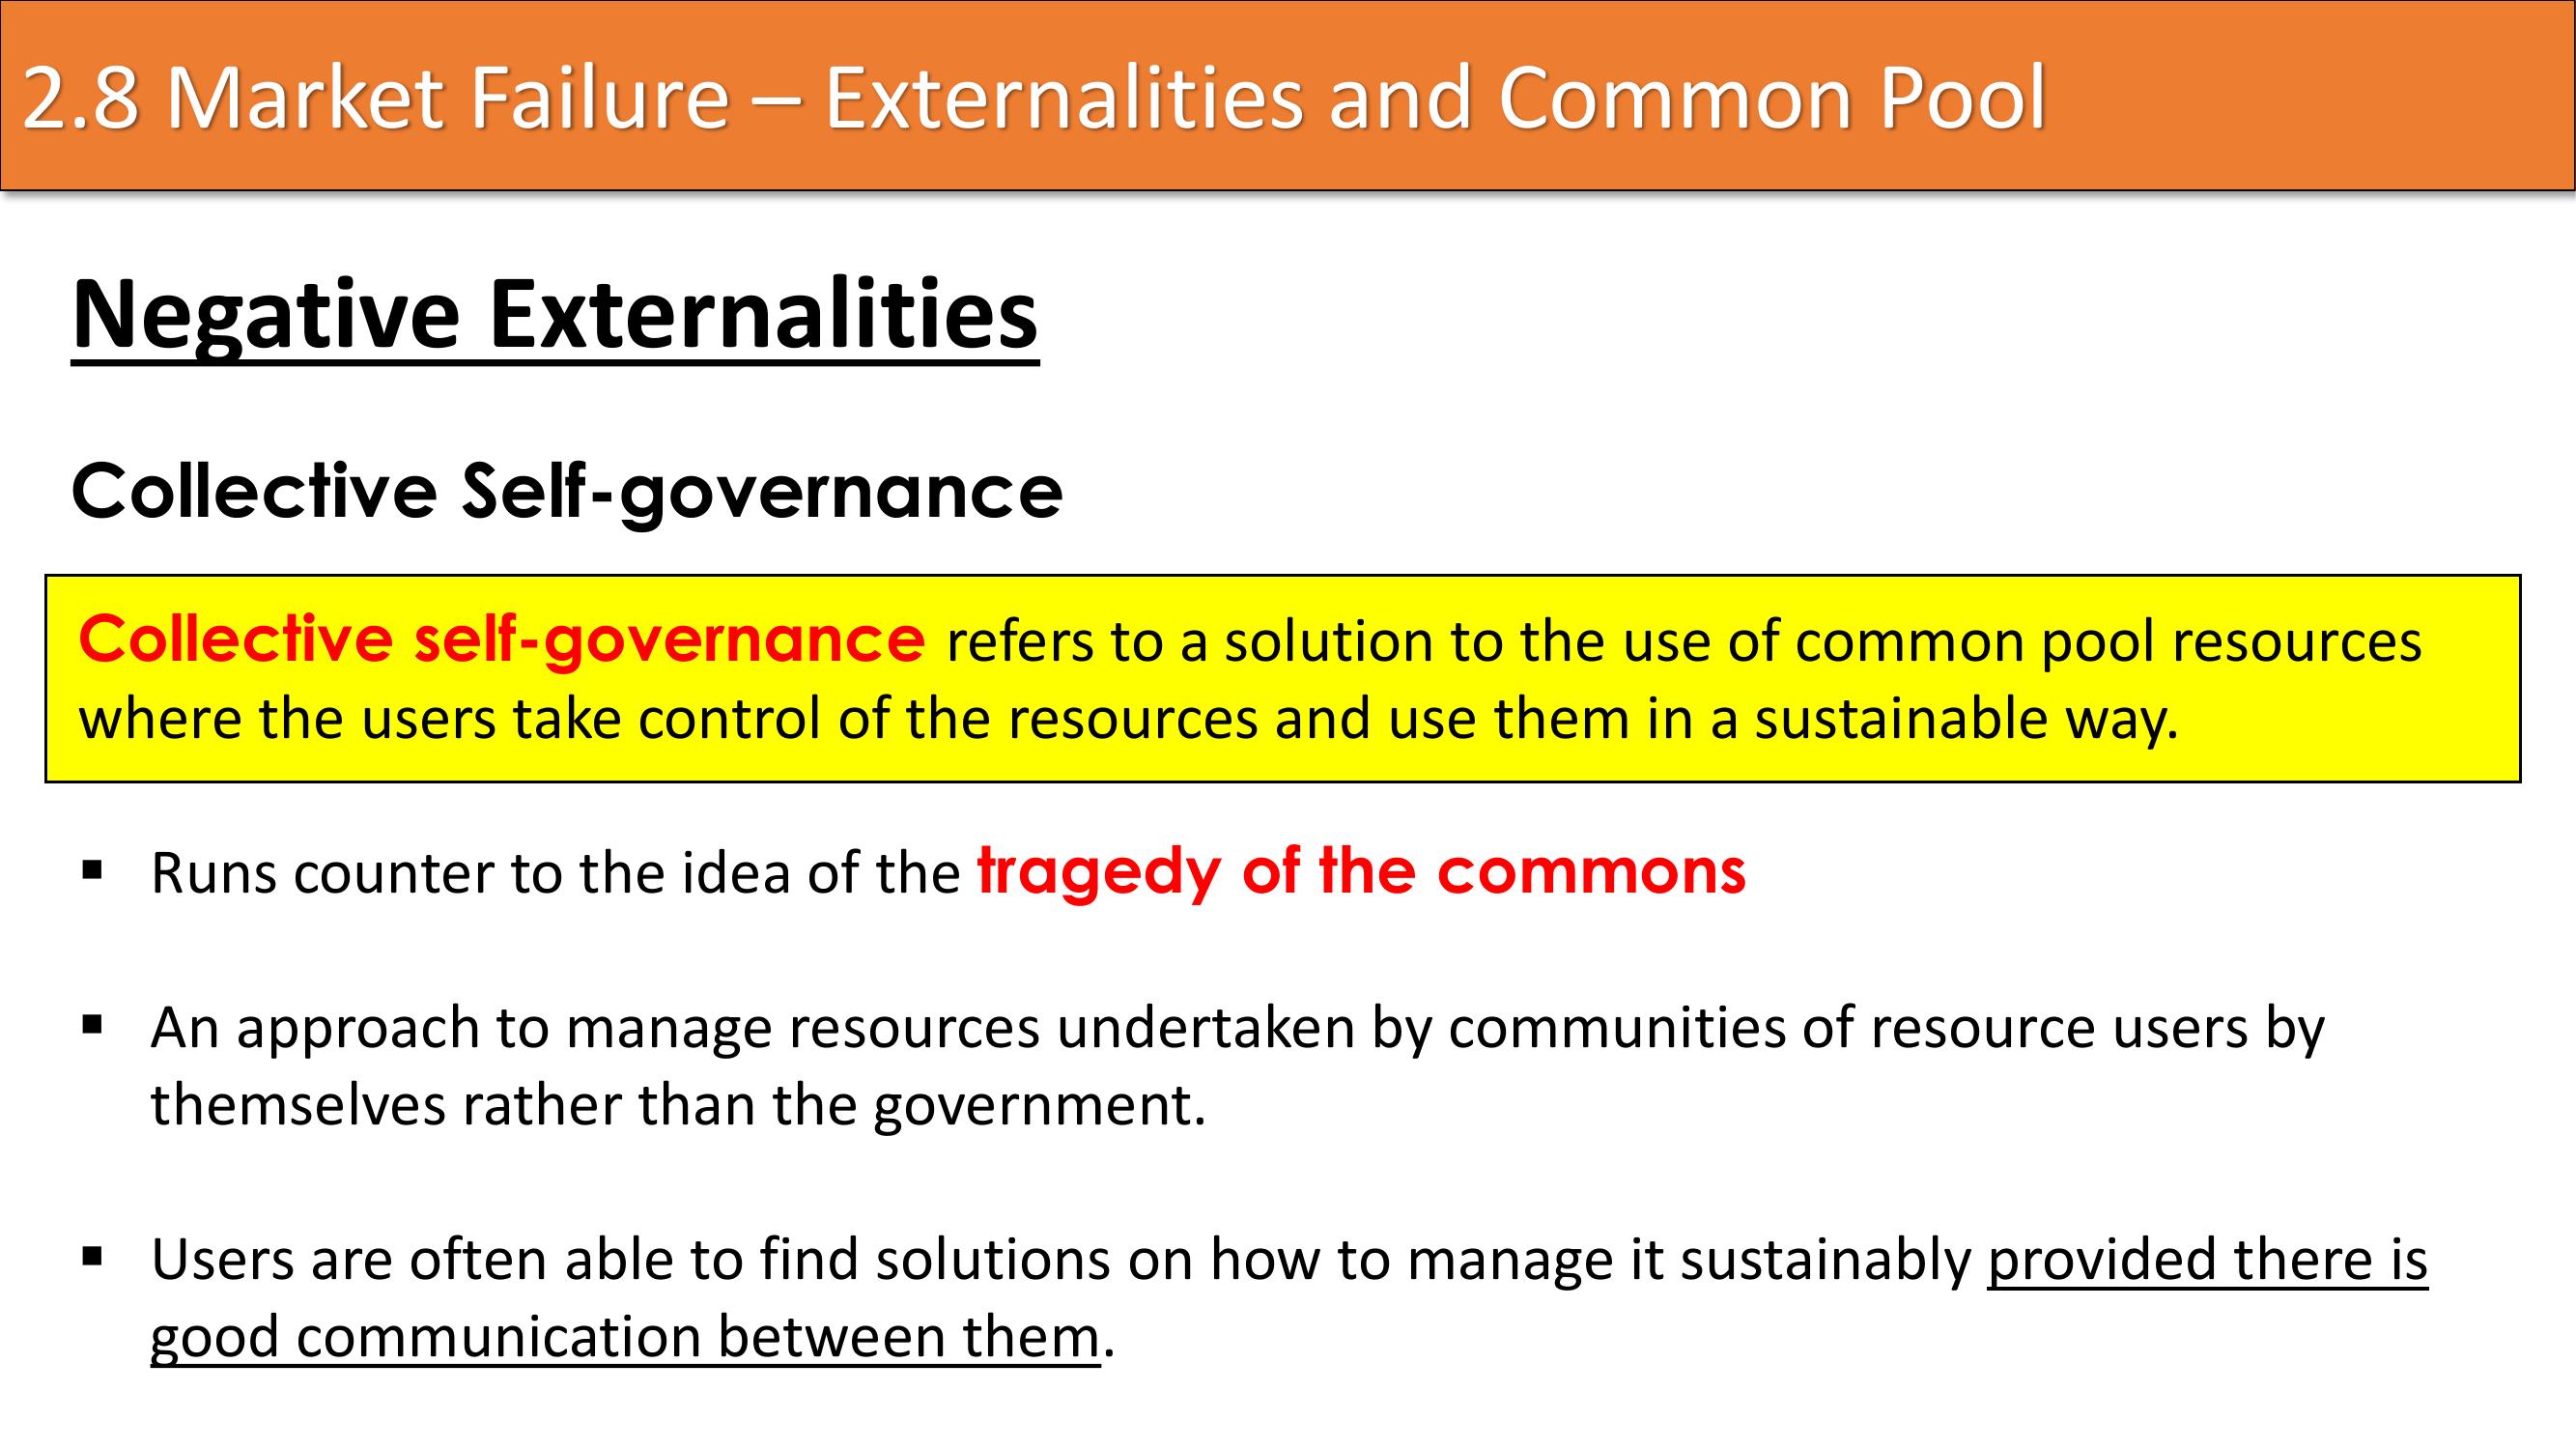 2.8 Market Failure – Externalities and Common Pool
Negative Externalities
Collective Self-governance
Collective self-governance refers to a solution to the use of common pool resources
where the users take control of the resources and use them in a sustainable way.
▪ Runs counter to the idea of the tragedy of the commons
▪ An approach to manage resources undertaken by communities of resource users by
themselves rather than the government.
▪ Users are often able to find solutions on how to manage it sustainably provided there is
good communication between them.